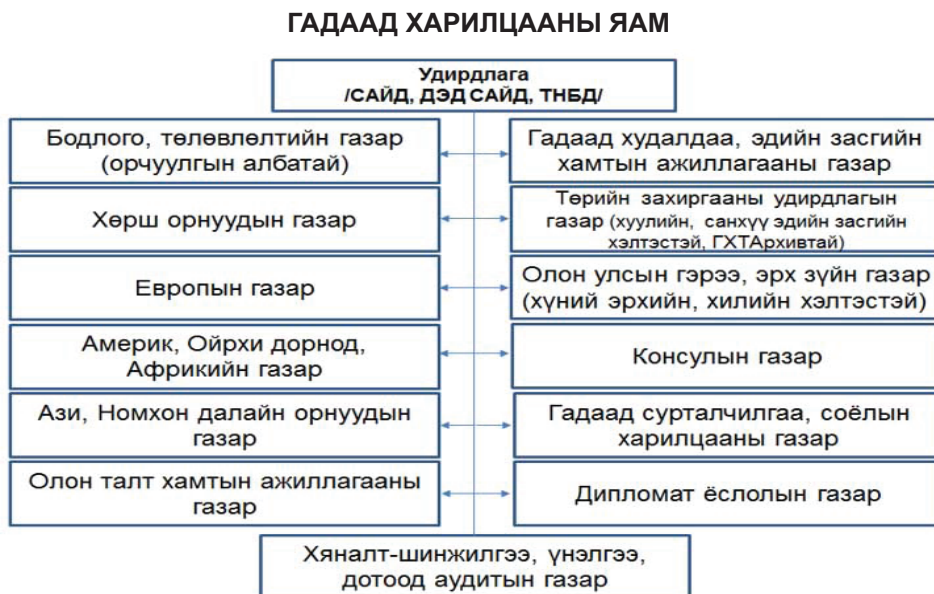 ГАДААД ХАРИЛЦААНЫ ЯАМ
Удирдлага
/САЙД, ДЭД САЙД, ТНБД/
Бодлого, төлөвлөлтийн газар
(орчуулгын албатай)
Гадаад худалдаа, эдийн засгийн
хамтын ажиллагааны газар
Хөрш орнуудын газар
Төрийн захиргааны удирдлагын
газар (хуулийн, санхүү эдийн засгийн
хэлтэстэй, ГХТАрхивтай)
Европын газар
Олон улсын гэрээ, эрх зүйн газар
(хүний эрхийн, хилийн хэлтэстэй)
Америк, Ойрхи дорнод,
Африкийн газар
Консулын газар
Ази, Номхон далайн орнуудын
газар
Гадаад сурталчилгаа, соёлын
харилцааны газар
Олон талт хамтын ажиллагааны
газар
Дипломат ёслолын газар
Хяналт-шинжилгээ, үнэлгээ,
дотоод аудитын газар